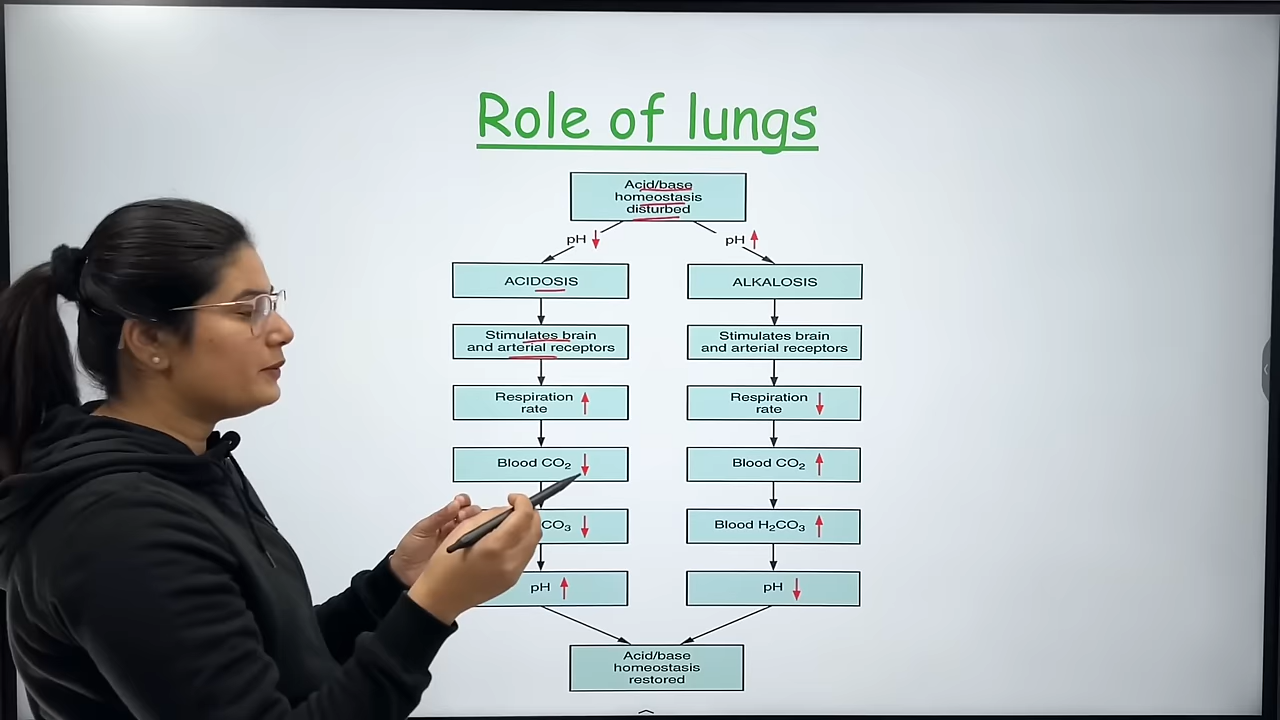 Role of lungs
Acid/base
homeostasis
disturbed
pH ↓
pH ↑
ACIDOSIS
ALKALOSIS
Stimulates brain
and arterial receptors
Stimulates brain
and arterial receptors
Respiration
rate ↑
Respiration
rate ↓
Blood CO₂ ↓
Blood CO₂ ↑
CO₃ ↓
Blood H₂CO₃ ↑
pH ↑
pH ↓
Acid/base
homeostasis
restored